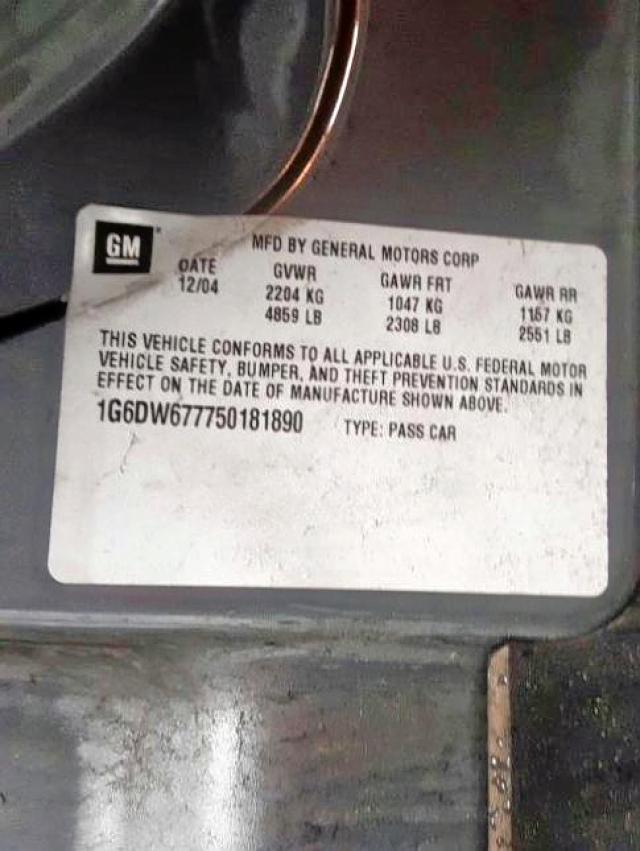 GM
MFD BY GENERAL MOTORS CORP
DATE GVWR GAWR FRT GAWR RR
12/04 2204 KG 1047 KG 1157 KG
4859 LB 2308 LB 2551 LB
THIS VEHICLE CONFORMS TO ALL APPLICABLE U.S. FEDERAL MOTOR
VEHICLE SAFETY, BUMPER, AND THEFT PREVENTION STANDARDS IN
EFFECT ON THE DATE OF MANUFACTURE SHOWN ABOVE.
1G6DW677750181890 TYPE: PASS CAR